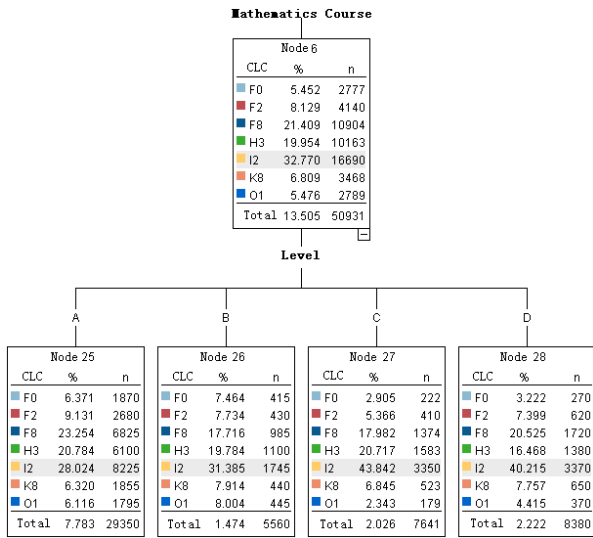 Mathematics Course
Node 6
CLC % n
F0 5.452 2777
F2 8.129 4140
F8 21.409 10904
H3 19.954 10163
I2 32.770 16690
K8 6.809 3468
O1 5.476 2789
Total 13.505 50931
Level
A B C D
Node 25
CLC % n
F0 6.371 1870
F2 9.131 2680
F8 23.254 6825
H3 20.784 6100
I2 28.024 8225
K8 6.320 1855
O1 6.116 1795
Total 7.783 29350
Node 26
CLC % n
F0 7.464 415
F2 7.734 430
F8 17.716 985
H3 19.784 1100
I2 31.385 1745
K8 7.914 440
O1 8.004 445
Total 1.474 5560
Node 27
CLC % n
F0 2.905 222
F2 5.366 410
F8 17.982 1374
H3 20.717 1583
I2 43.842 3350
K8 6.845 523
O1 2.343 179
Total 2.026 7641
Node 28
CLC % n
F0 3.222 270
F2 7.399 620
F8 20.525 1720
H3 16.468 1380
I2 40.215 3370
K8 7.757 650
O1 4.415 370
Total 2.222 8380